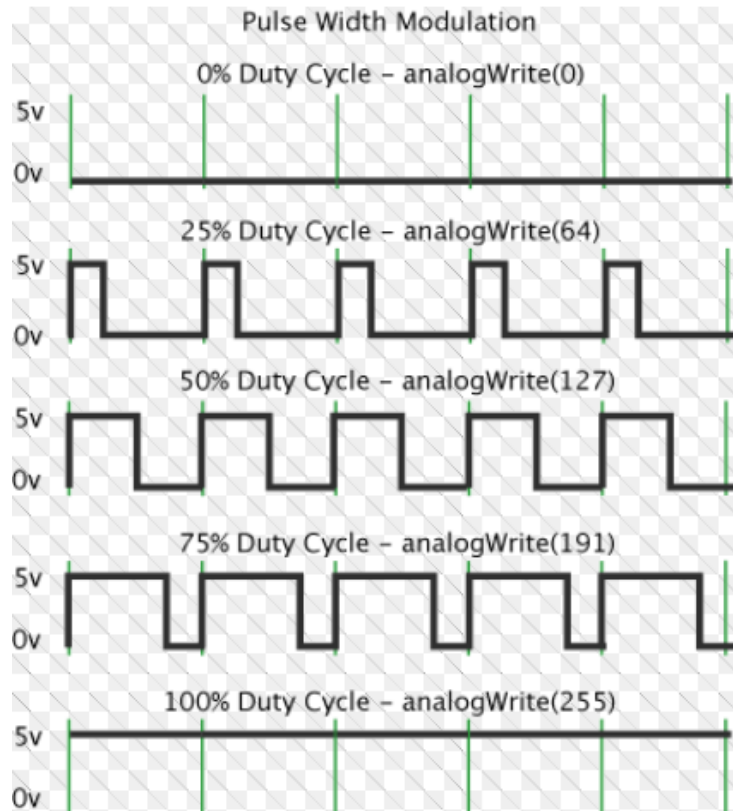 Pulse Width Modulation
0% Duty Cycle – analogWrite(0)
5v
0v
25% Duty Cycle – analogWrite(64)
5v
0v
50% Duty Cycle – analogWrite(127)
5v
0v
75% Duty Cycle – analogWrite(191)
5v
0v
100% Duty Cycle – analogWrite(255)
5v
0v